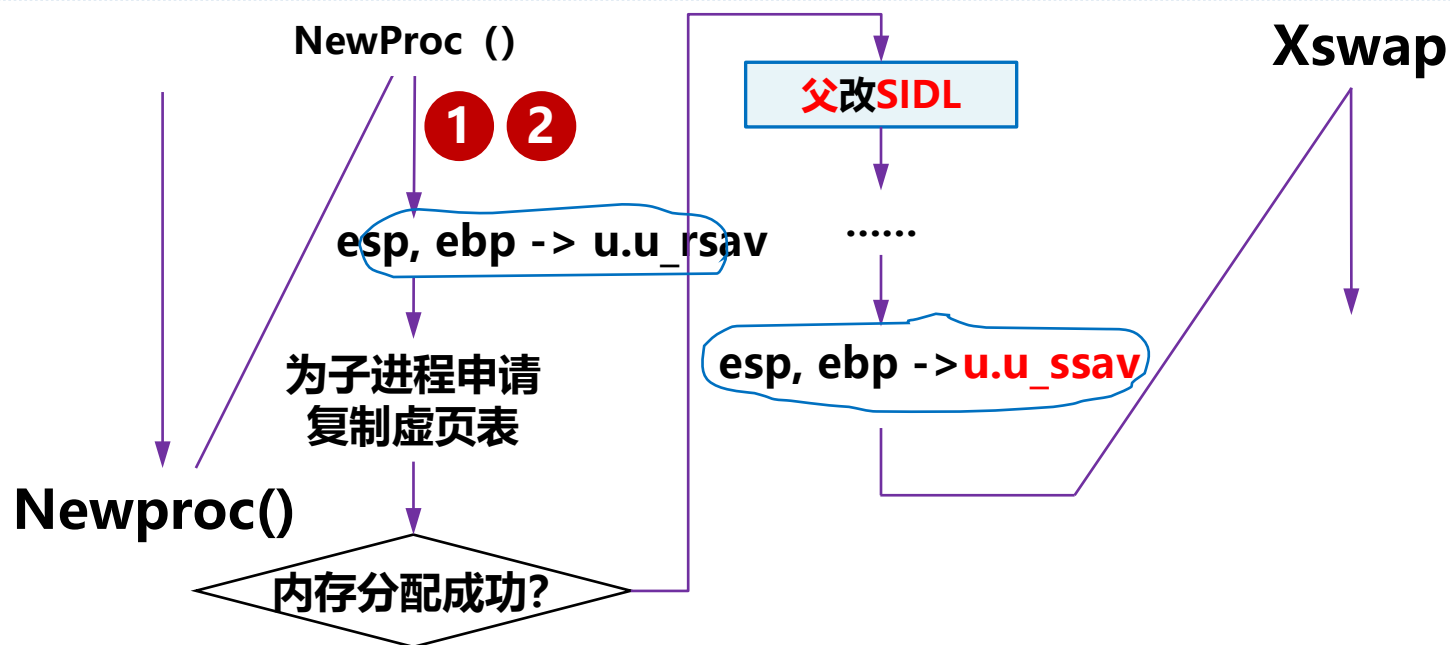 NewProc（）
1 2
esp, ebp -> u.u_rsav
为子进程申请
复制虚页表
Newproc()
内存分配成功?
父改SIDL
......
esp, ebp ->u.u_ssav
Xswap